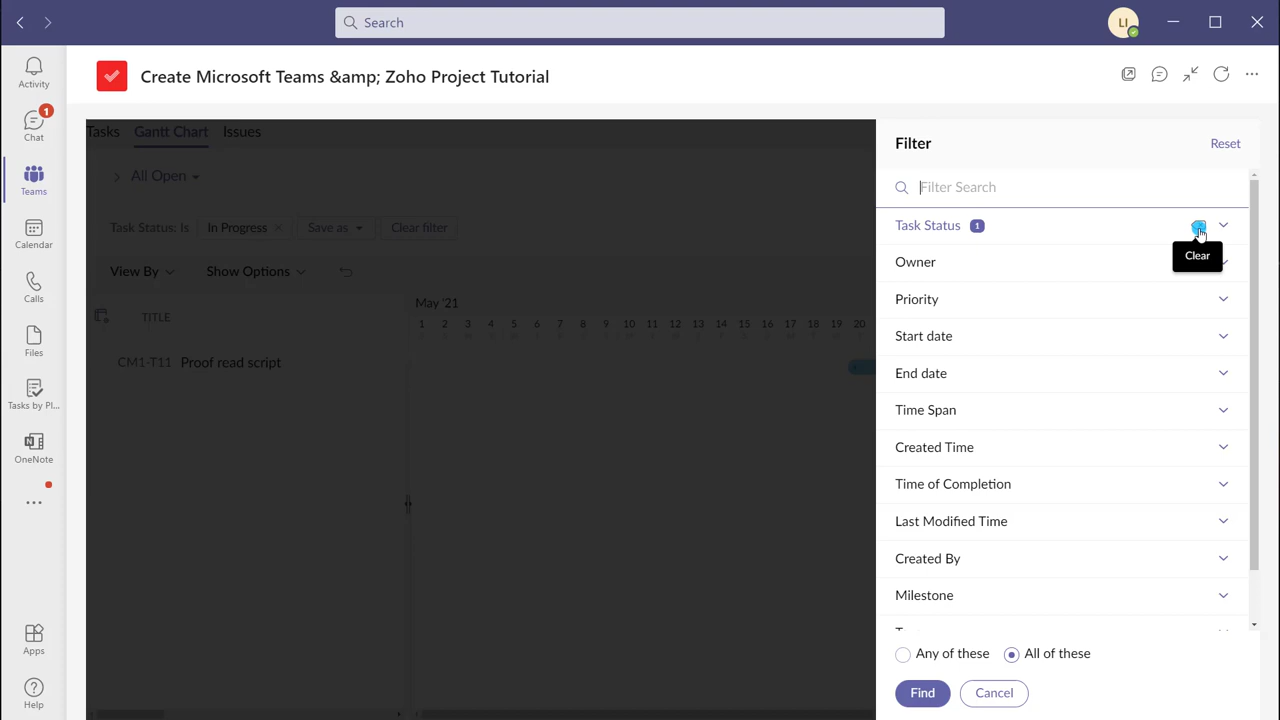 Search
LI
Activity
Chat
1
Teams
Calendar
Calls
Files
Tasks by Pl...
OneNote
Apps
Help
Create Microsoft Teams &amp; Zoho Project Tutorial
Tasks Gantt Chart Issues
All Open
Task Status: Is In Progress × Save as Clear filter
View By Show Options
TITLE
May '21
1 2 3 4 5 6 7 8 9 10 11 12 13 14 15 16 17 18 19 20
CM1-T11 Proof read script
Filter Reset
Filter Search
Task Status 1
Clear
Owner
Priority
Start date
End date
Time Span
Created Time
Time of Completion
Last Modified Time
Created By
Milestone
Any of these All of these
Find Cancel